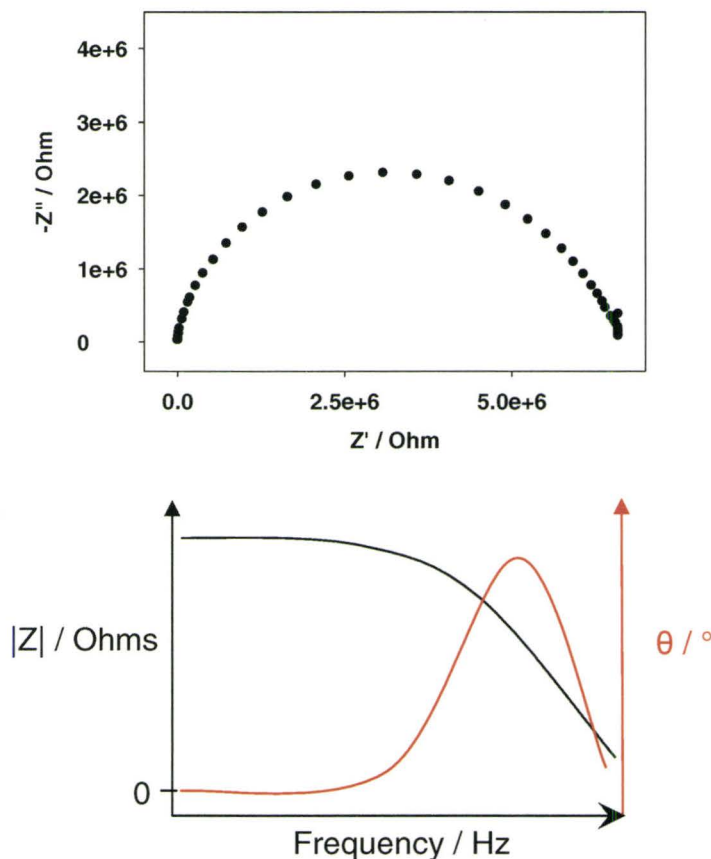 4e+6
3e+6
2e+6
1e+6
0
-Z" / Ohm
0.0 2.5e+6 5.0e+6
Z' / Ohm
|Z| / Ohms
θ / °
0
Frequency / Hz